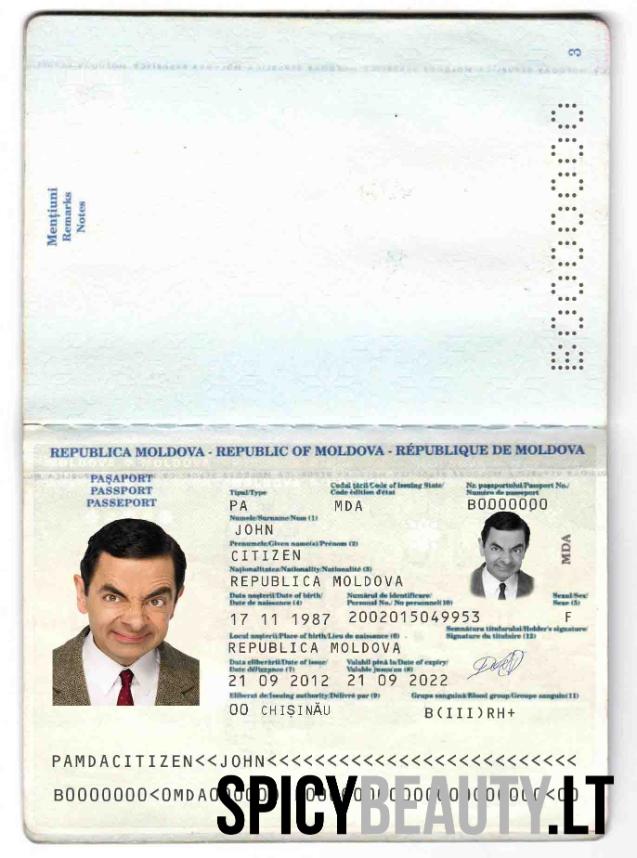 3
Mențiuni
Remarks
Notes
REPUBLICA MOLDOVA - REPUBLIC OF MOLDOVA - RÉPUBLIQUE DE MOLDOVA
PAȘAPORT
PASSPORT
PASSEPORT
Tipul/Type
Codul țării/Code of issuing State/
Code édition d'état
Nr. pașaportului/Passport No./
Numéro de passeport
PA
MDA
B0000000
Numele/Surname/Nom (1)
JOHN
Prenumele/Given name(s)/Prénom (2)
CITIZEN
Naționalitatea/Nationality/Nationalité (3)
REPUBLICA MOLDOVA
MDA
Data nașterii/Date of birth/
Date de naissance (4)
Numărul de identificare/
Personal No./No personnel(10)
Sexul/Sex/
Sexe (5)
17 11 1987
2002015049953
F
Locul nașterii/Place of birth/Lieu de naissance (6)
Semnătura titularului/Holder's signature/
Signature du titulaire (12)
REPUBLICA MOLDOVA
Data eliberării/Date of issue/
Date délivrance (7)
Valabil pînă la/Date of expiry/
Valable jusqu'au (8)
21 09 2012
21 09 2022
Eliberat de/Issuing authority/Délivré par (9)
Grupa sanguină/Blood group/Groupe sanguin(11)
00 CHIȘINĂU
B(III)RH+
PAMDACITIZEN<<JOHN<<<<<<<<<<<<<<<<<<<<<<<<<<
SPICYBEAUTY.LT